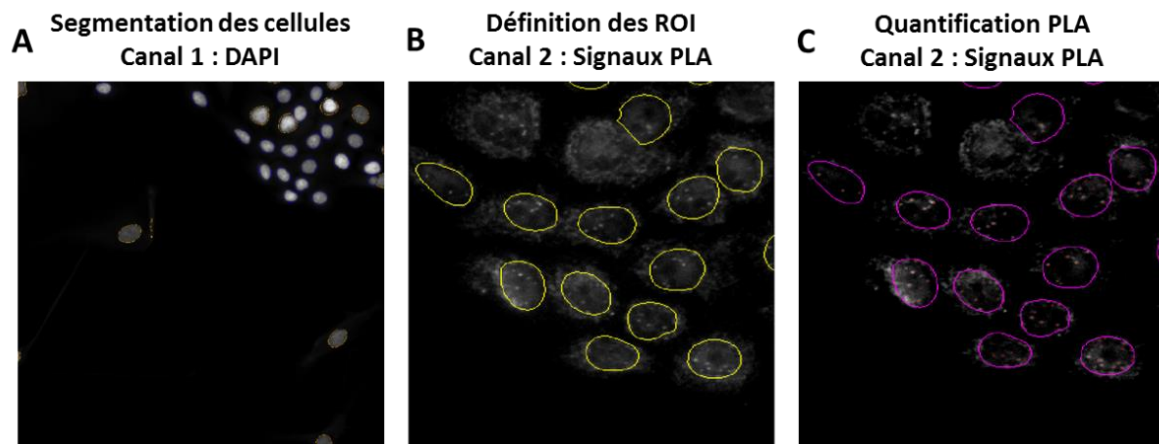 A
Segmentation des cellules
Canal 1 : DAPI
B
Définition des ROI
Canal 2 : Signaux PLA
C
Quantification PLA
Canal 2 : Signaux PLA